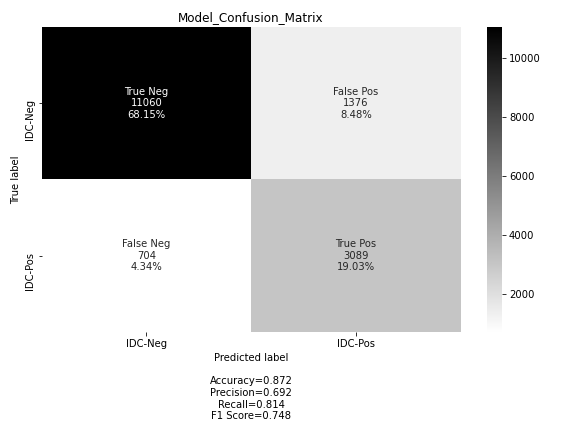 Model_Confusion_Matrix
IDC-Neg
True Neg
11060
68.15%
False Pos
1376
8.48%
True label
IDC-Pos
False Neg
704
4.34%
True Pos
3089
19.03%
IDC-Neg
IDC-Pos
Predicted label
Accuracy=0.872
Precision=0.692
Recall=0.814
F1 Score=0.748
10000
8000
6000
4000
2000